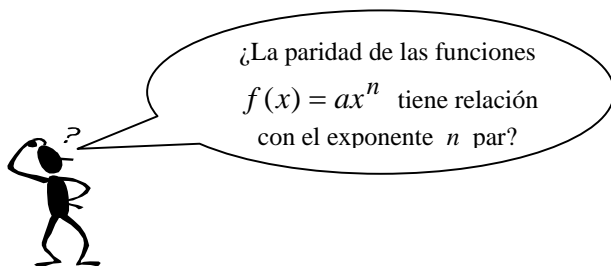 ¿La paridad de las funciones
f(x) = ax^n tiene relación
con el exponente n par?
?